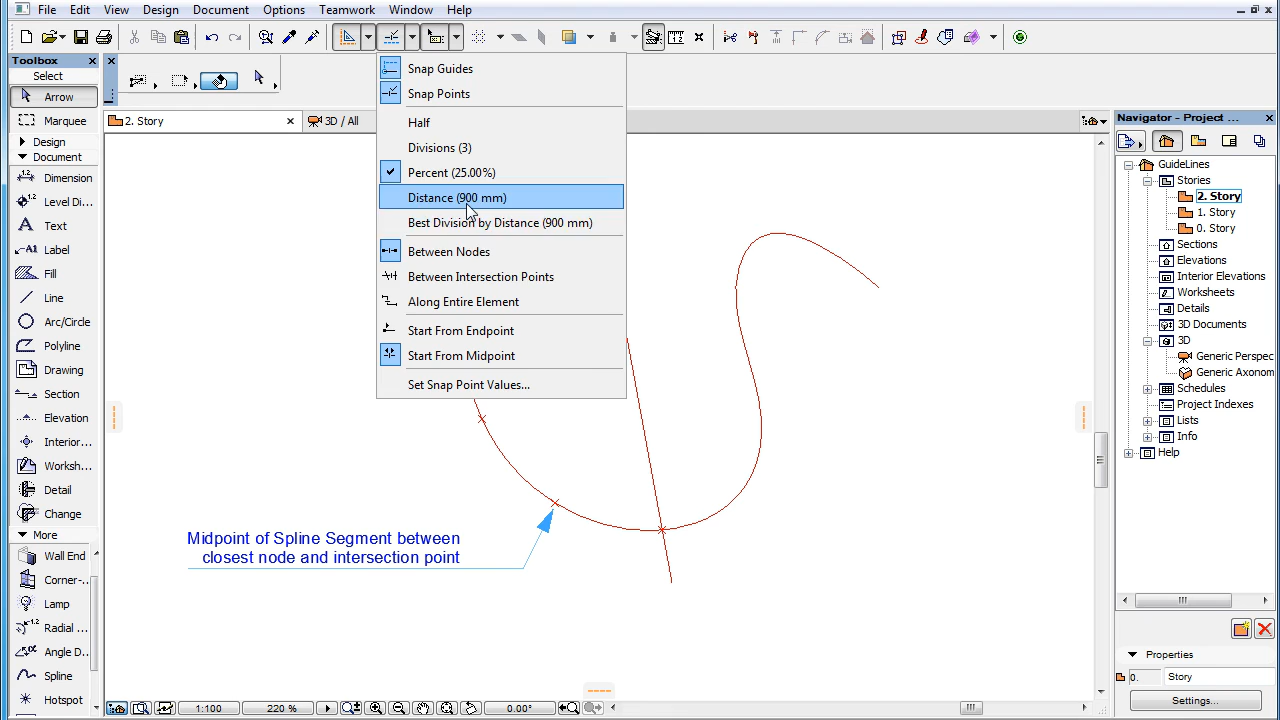 File Edit View Design Document Options Teamwork Window Help
Toolbox
Select
Arrow
Marquee
Design
Document
Dimension
Level Di...
Text
Label
Fill
Line
Arc/Circle
Polyline
Drawing
Section
Elevation
Interior...
Worksh...
Detail
Change
More
Wall End
Corner-...
Lamp
Radial ...
Angle D...
Spline
Hotspot
2. Story
3D / All
Snap Guides
Snap Points
Half
Divisions (3)
Percent (25.00%)
Distance (900 mm)
Best Division by Distance (900 mm)
Between Nodes
Between Intersection Points
Along Entire Element
Start From Endpoint
Start From Midpoint
Set Snap Point Values...
Midpoint of Spline Segment between
closest node and intersection point
1:100 220 % 0.00°
Navigator - Project ...
GuideLines
Stories
2. Story
1. Story
0. Story
Sections
Elevations
Interior Elevations
Worksheets
Details
3D Documents
3D
Generic Perspec
Generic Axonom
Schedules
Project Indexes
Lists
Info
Help
Properties
0. Story
Settings...